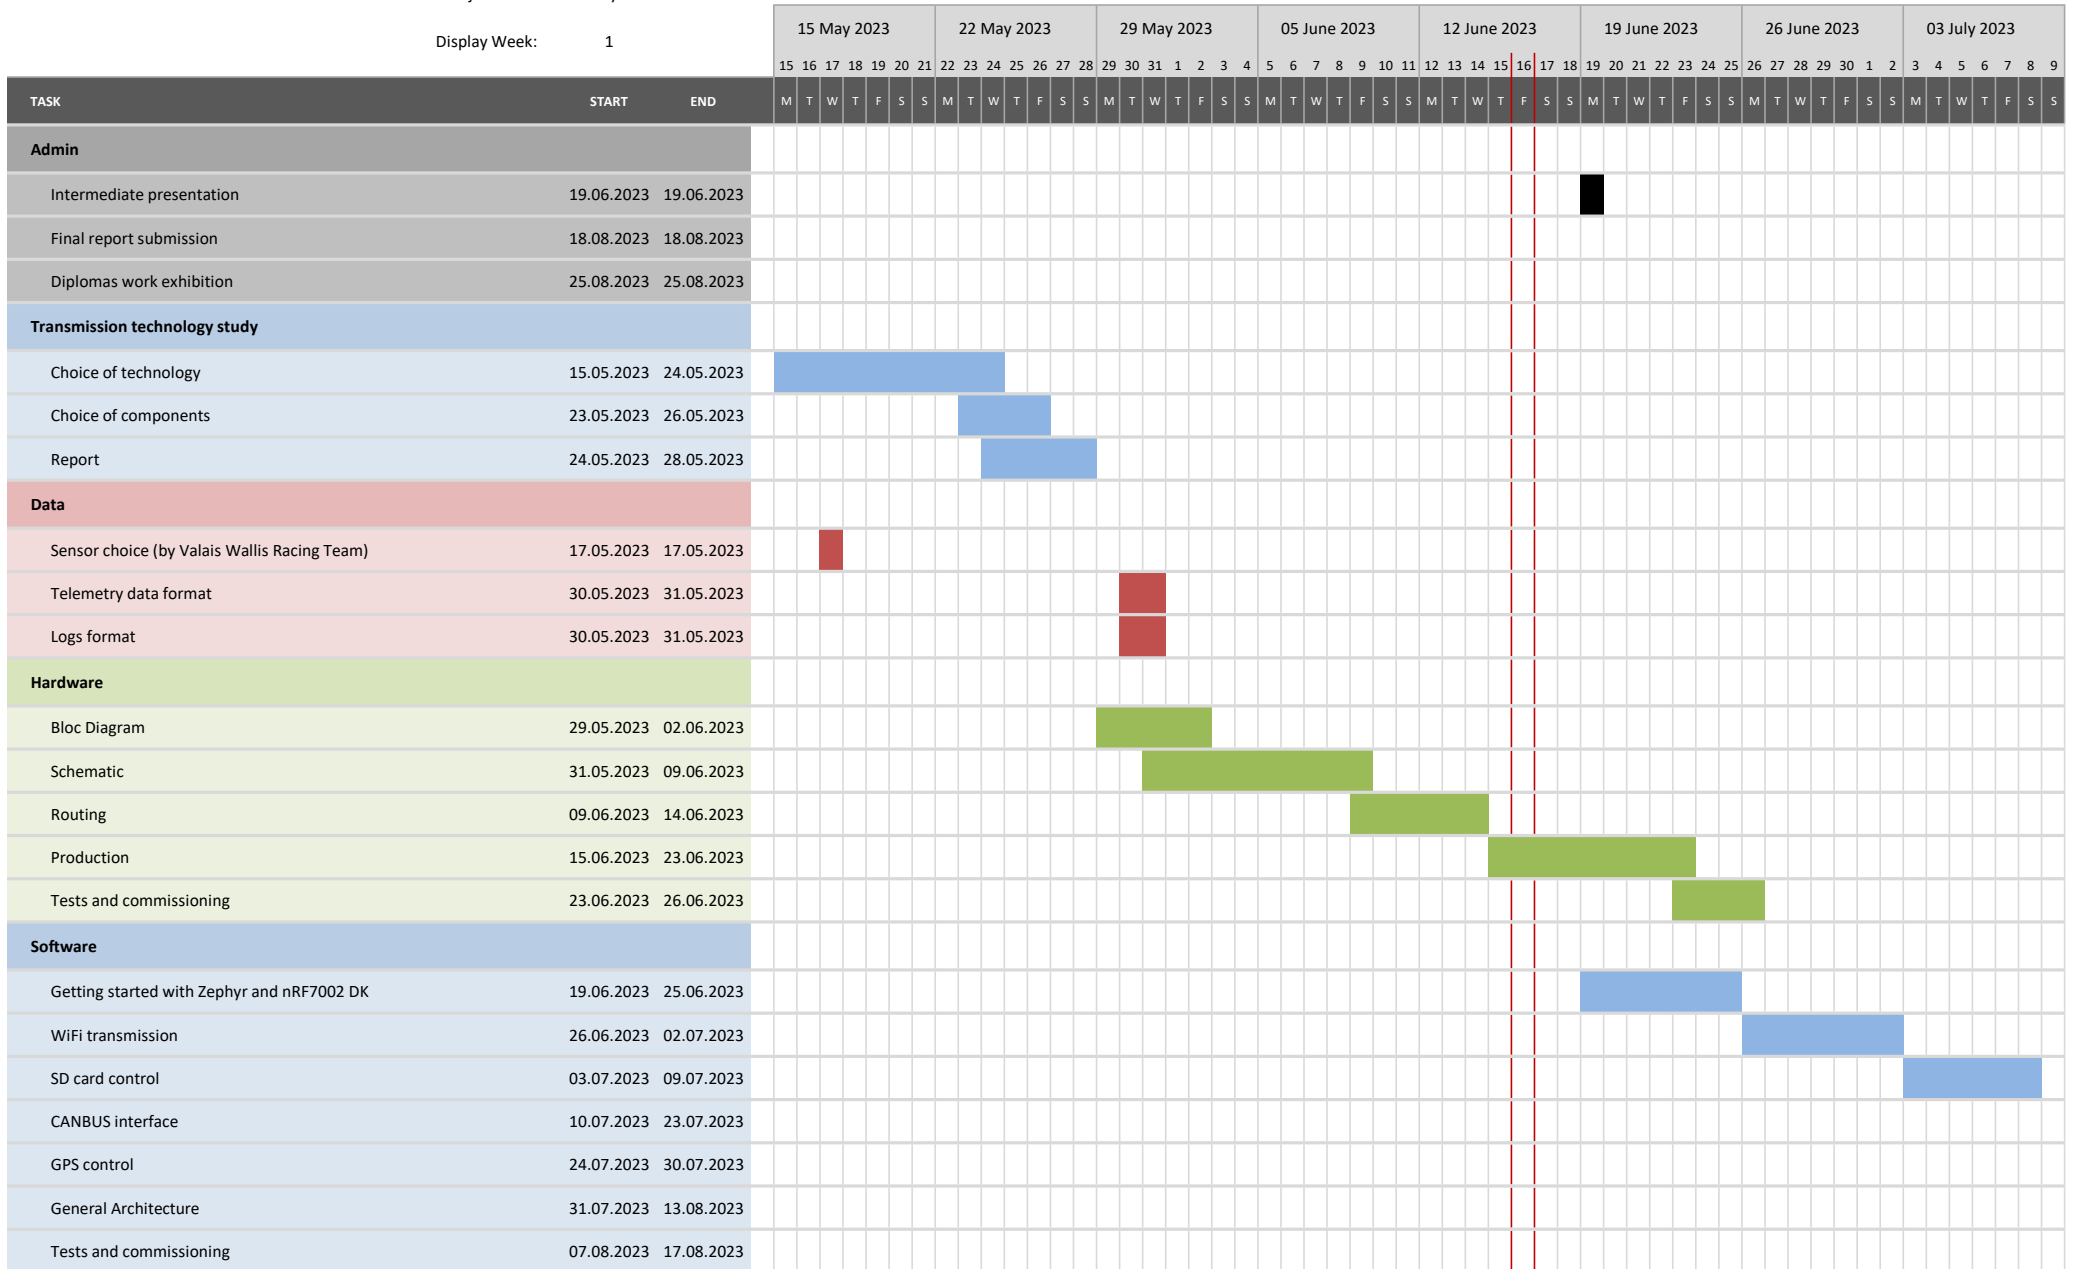 Display Week: 1
15 May 2023 22 May 2023 29 May 2023 05 June 2023 12 June 2023 19 June 2023 26 June 2023 03 July 2023
15 16 17 18 19 20 21 22 23 24 25 26 27 28 29 30 31 1 2 3 4 5 6 7 8 9 10 11 12 13 14 15 16 17 18 19 20 21 22 23 24 25 26 27 28 29 30 1 2 3 4 5 6 7 8 9
TASK START END M T W T F S S M T W T F S S M T W T F S S M T W T F S S M T W T F S S M T W T F S S M T W T F S S M T W T F S S
Admin
Intermediate presentation 19.06.2023 19.06.2023
Final report submission 18.08.2023 18.08.2023
Diplomas work exhibition 25.08.2023 25.08.2023
Transmission technology study
Choice of technology 15.05.2023 24.05.2023
Choice of components 23.05.2023 26.05.2023
Report 24.05.2023 28.05.2023
Data
Sensor choice (by Valais Wallis Racing Team) 17.05.2023 17.05.2023
Telemetry data format 30.05.2023 31.05.2023
Logs format 30.05.2023 31.05.2023
Hardware
Bloc Diagram 29.05.2023 02.06.2023
Schematic 31.05.2023 09.06.2023
Routing 09.06.2023 14.06.2023
Production 15.06.2023 23.06.2023
Tests and commissioning 23.06.2023 26.06.2023
Software
Getting started with Zephyr and nRF7002 DK 19.06.2023 25.06.2023
WiFi transmission 26.06.2023 02.07.2023
SD card control 03.07.2023 09.07.2023
CANBUS interface 10.07.2023 23.07.2023
GPS control 24.07.2023 30.07.2023
General Architecture 31.07.2023 13.08.2023
Tests and commissioning 07.08.2023 17.08.2023